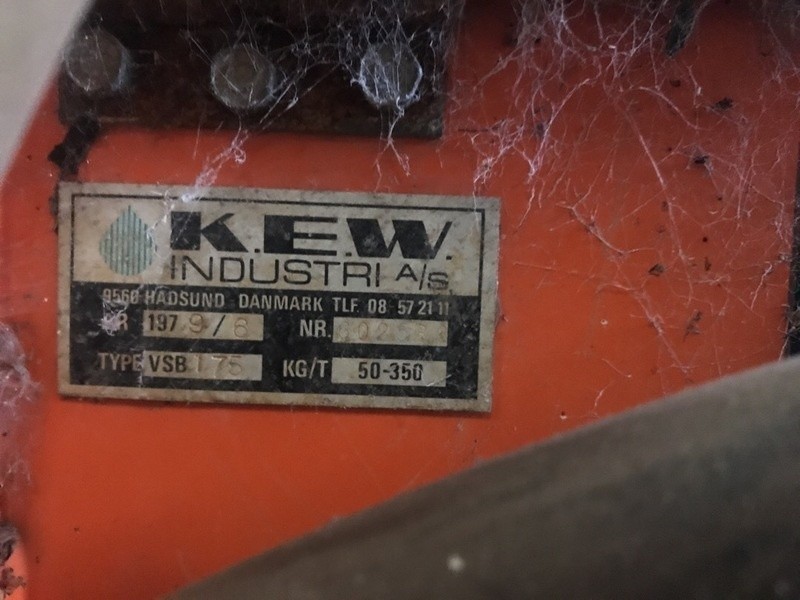 K.E.W.
INDUSTRI A/S
9560 HADSUND DANMARK TLF. 08 57 21 11
197 9/6 NR.
TYPE VSB 175 KG/T 50-350